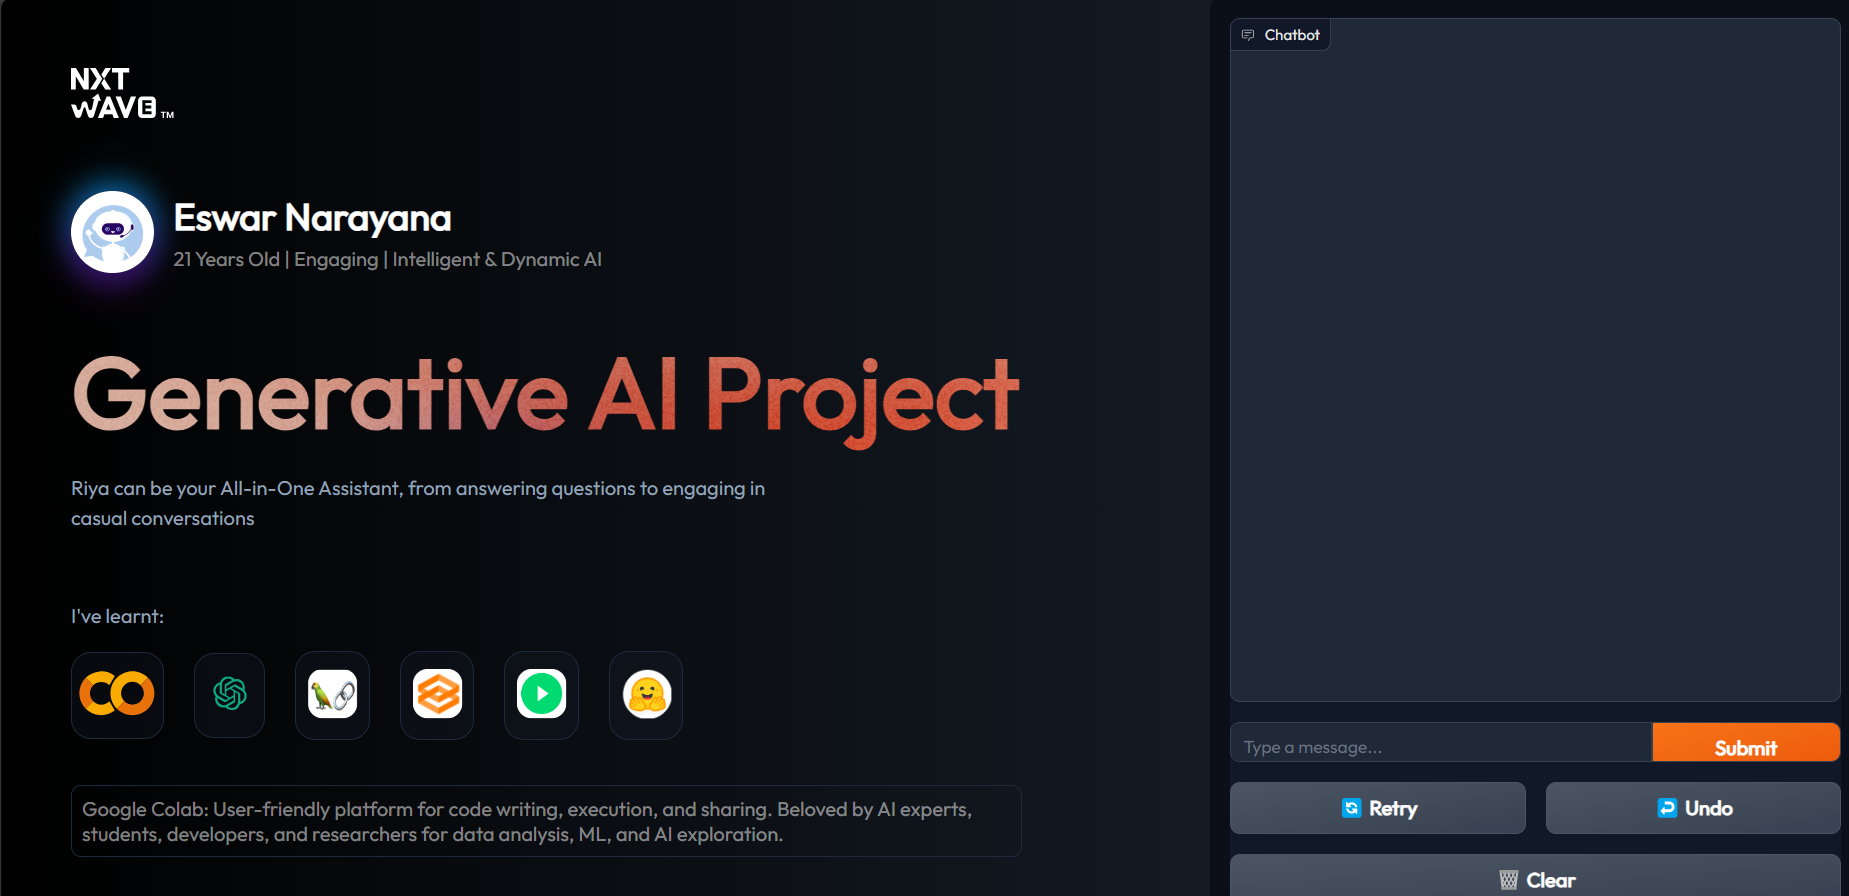 NXT
WAVE TM
Eswar Narayana
21 Years Old | Engaging | Intelligent & Dynamic AI
Generative AI Project
Riya can be your All-in-One Assistant, from answering questions to engaging in
casual conversations
I've learnt:
Google Colab: User-friendly platform for code writing, execution, and sharing. Beloved by AI experts,
students, developers, and researchers for data analysis, ML, and AI exploration.
Chatbot
Type a message...
Submit
Retry
Undo
Clear